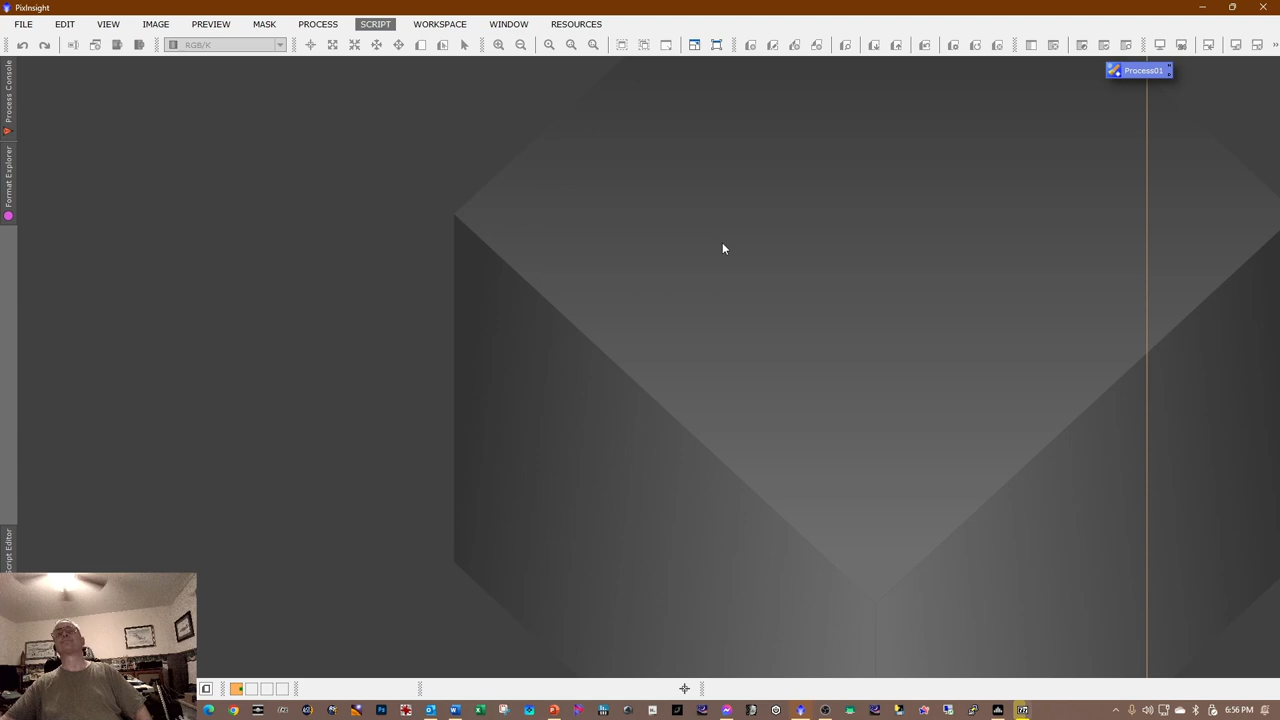 PixInsight
FILE EDIT VIEW IMAGE PREVIEW MASK PROCESS SCRIPT WORKSPACE WINDOW RESOURCES
RGB/K
Process01
Process Console
Format Explorer
Script Editor
6:56 PM